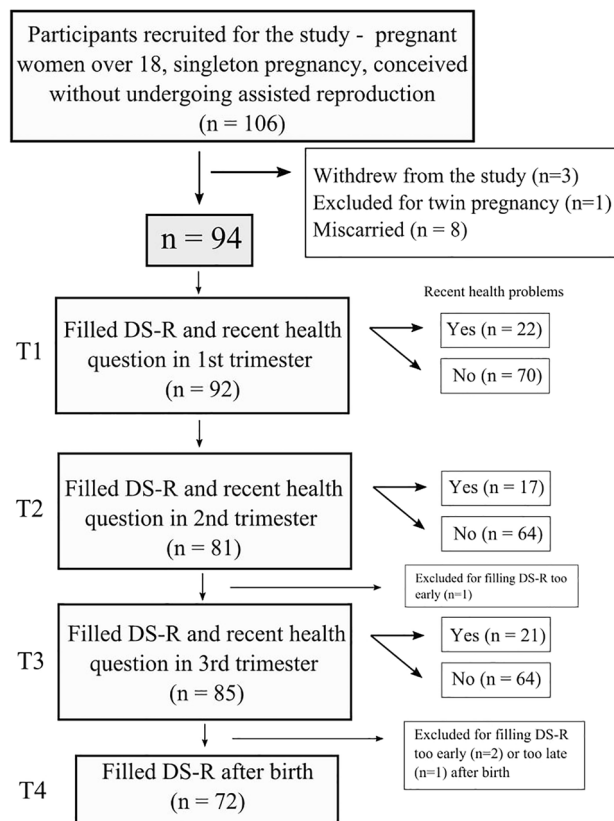 Participants recruited for the study - pregnant
women over 18, singleton pregnancy, conceived
without undergoing assisted reproduction
(n = 106)
Withdrew from the study (n=3)
Excluded for twin pregnancy (n=1)
Miscarried (n = 8)
n = 94
Recent health problems
T1
Filled DS-R and recent health
question in 1st trimester
(n = 92)
Yes (n = 22)
No (n = 70)
T2
Filled DS-R and recent health
question in 2nd trimester
(n = 81)
Yes (n = 17)
No (n = 64)
Excluded for filling DS-R too
early (n=1)
T3
Filled DS-R and recent health
question in 3rd trimester
(n = 85)
Yes (n = 21)
No (n = 64)
Excluded for filling DS-R
too early (n=2) or too late
(n=1) after birth
T4
Filled DS-R after birth
(n = 72)